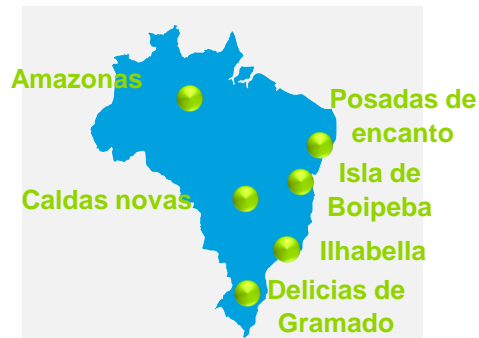 Amazonas
Posadas de
encanto
Isla de
Boipeba
Caldas novas
Ilhabella
Delicias de
Gramado